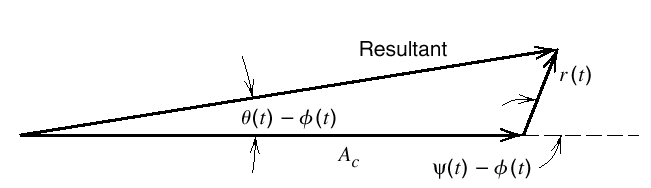 Resultant
r(t)
θ(t) − ϕ(t)
A_c
ψ(t) − ϕ(t)